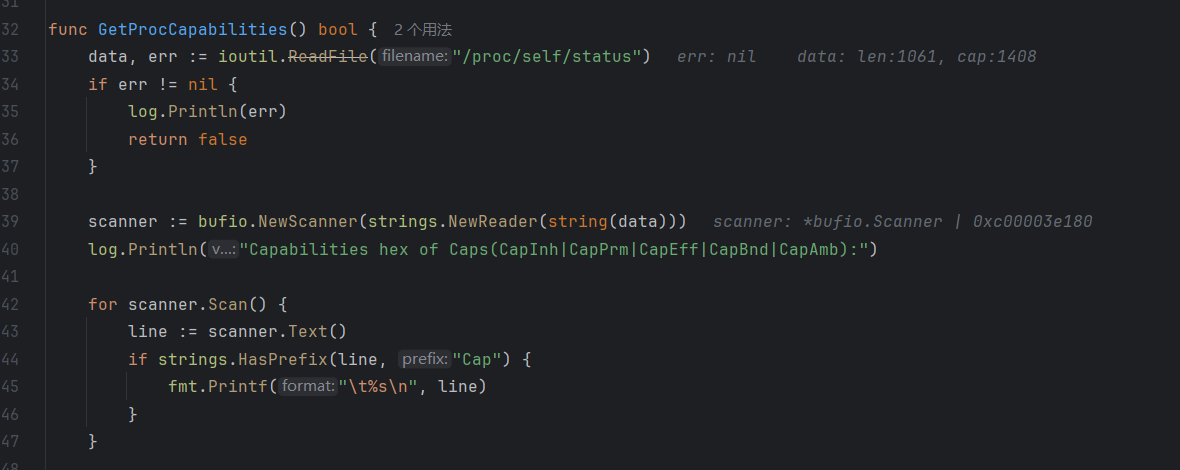 31
32 func GetProcCapabilities() bool { 2 个用法
33 data, err := ioutil.ReadFile( filename: "/proc/self/status") err: nil data: len:1061, cap:1408
34 if err != nil {
35 log.Println(err)
36 return false
37 }
38
39 scanner := bufio.NewScanner(strings.NewReader(string(data))) scanner: *bufio.Scanner | 0xc00003e180
40 log.Println( v...: "Capabilities hex of Caps(CapInh|CapPrm|CapEff|CapBnd|CapAmb):")
41
42 for scanner.Scan() {
43 line := scanner.Text()
44 if strings.HasPrefix(line, prefix: "Cap") {
45 fmt.Printf( format: "\t%s\n", line)
46 }
47 }
48